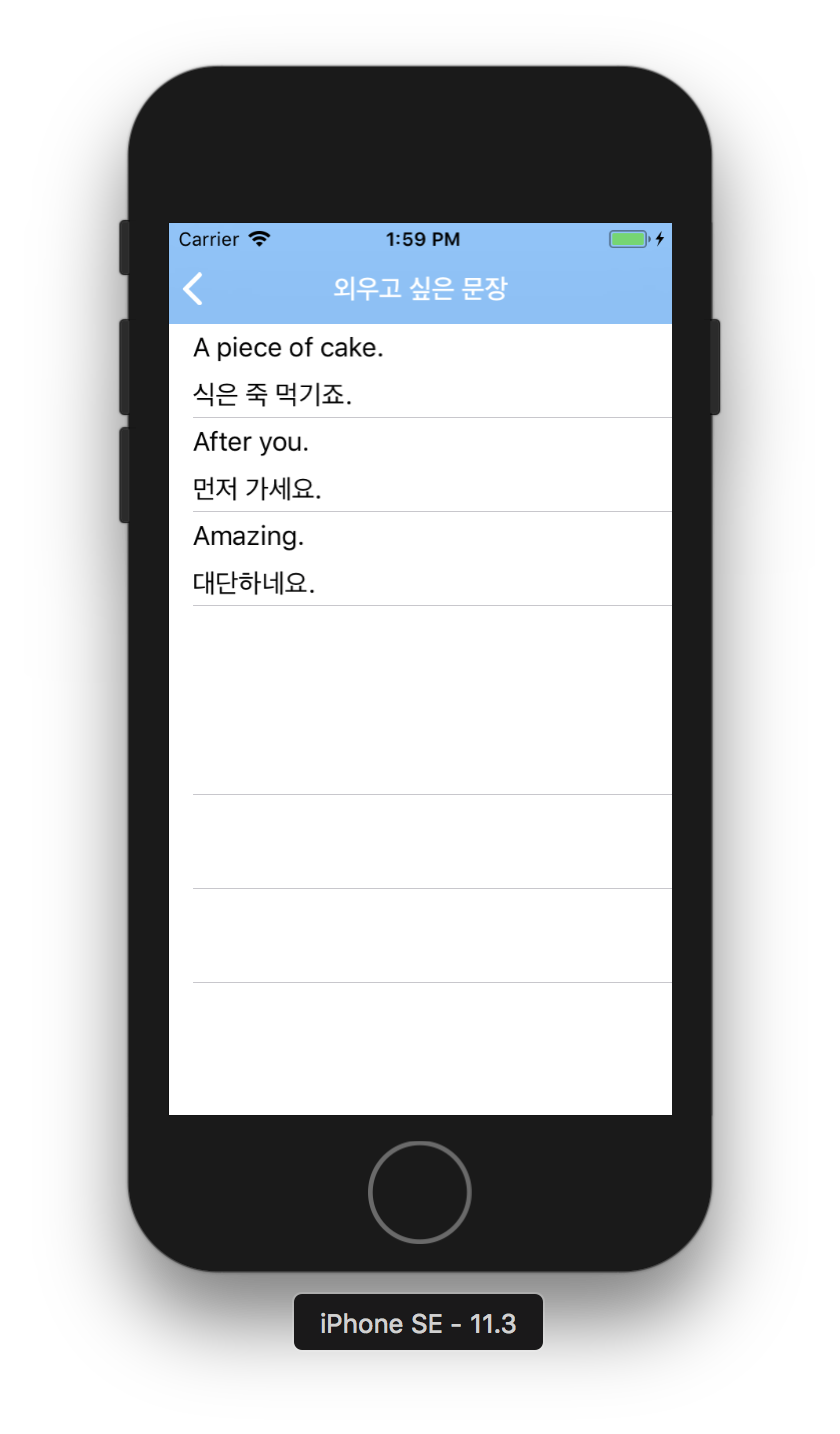 Carrier 1:59 PM
외우고 싶은 문장
A piece of cake.
식은 죽 먹기죠.
After you.
먼저 가세요.
Amazing.
대단하네요.
iPhone SE - 11.3